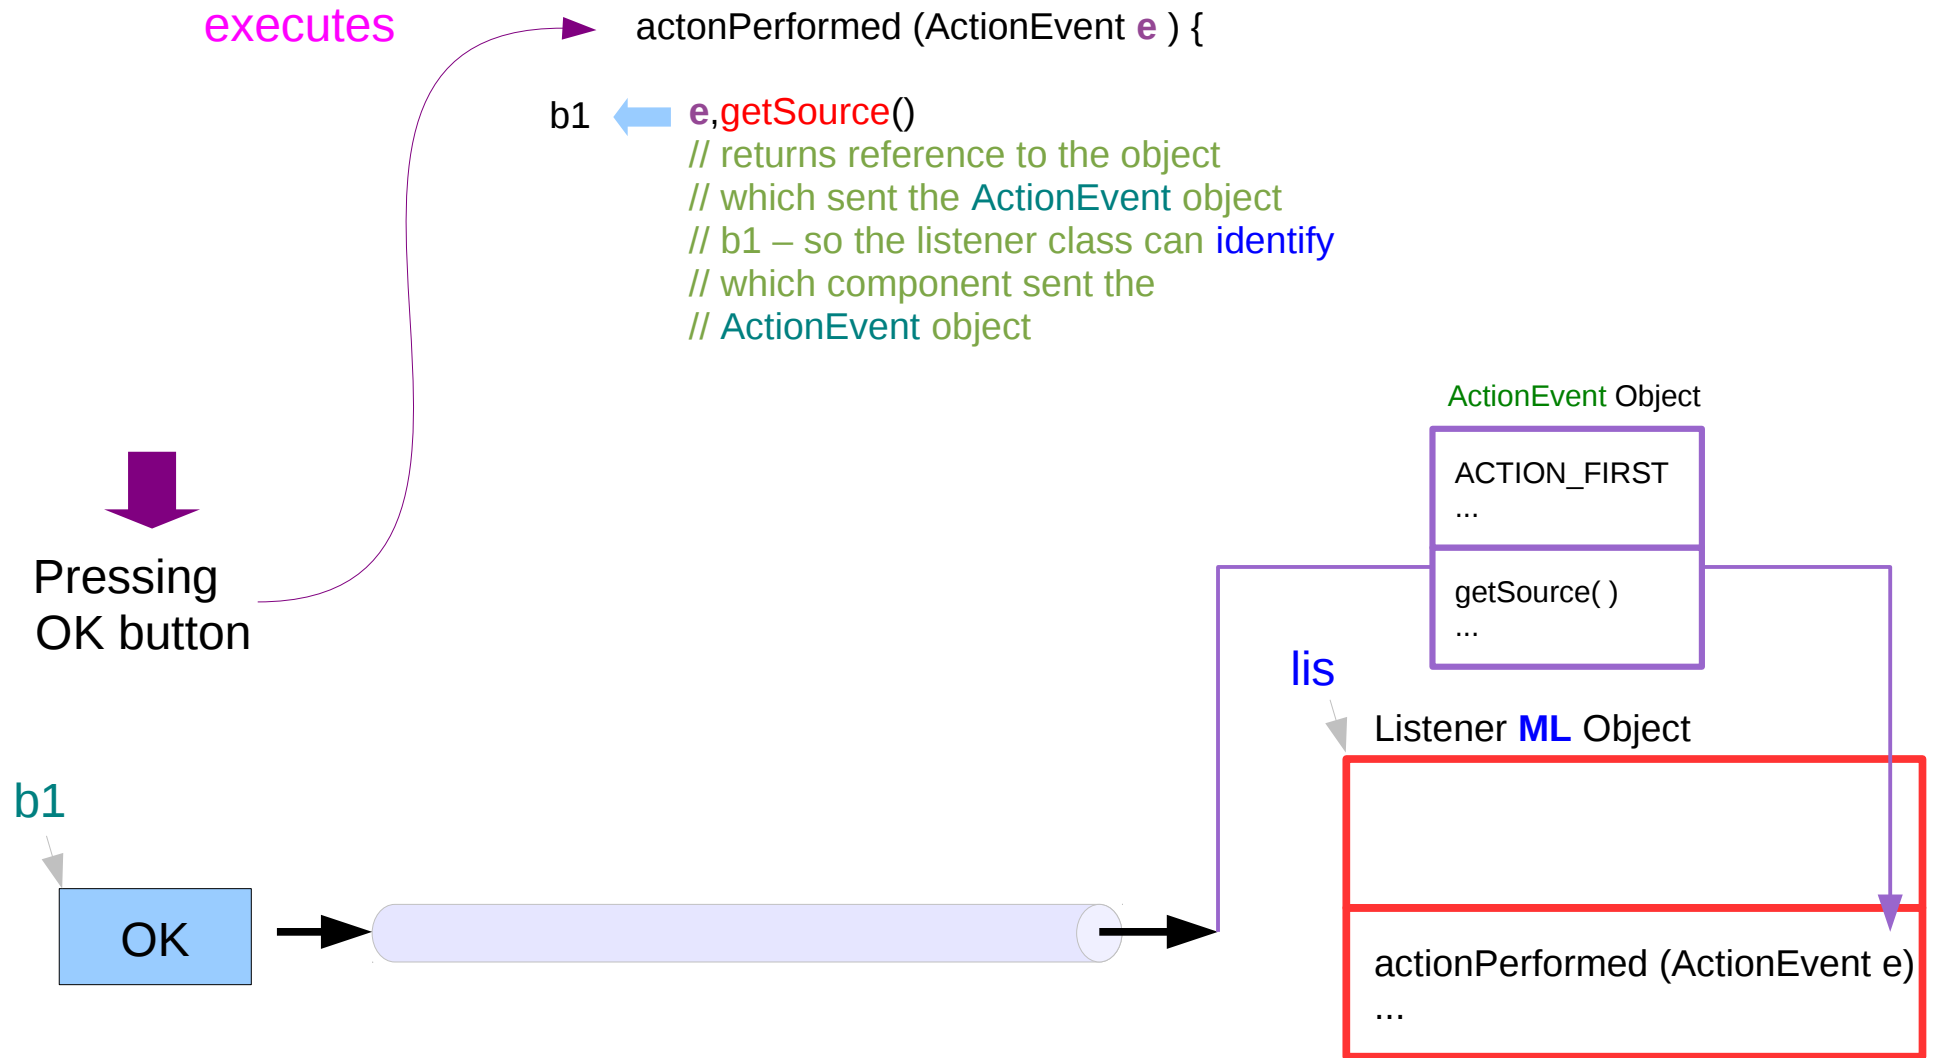 executes
actonPerformed (ActionEvent e ) {
b1
e,getSource()
// returns reference to the object
// which sent the ActionEvent object
// b1 – so the listener class can identify
// which component sent the
// ActionEvent object
ActionEvent Object
ACTION_FIRST
...
getSource( )
...
Pressing
OK button
lis
Listener ML Object
b1
OK
actionPerformed (ActionEvent e)
...